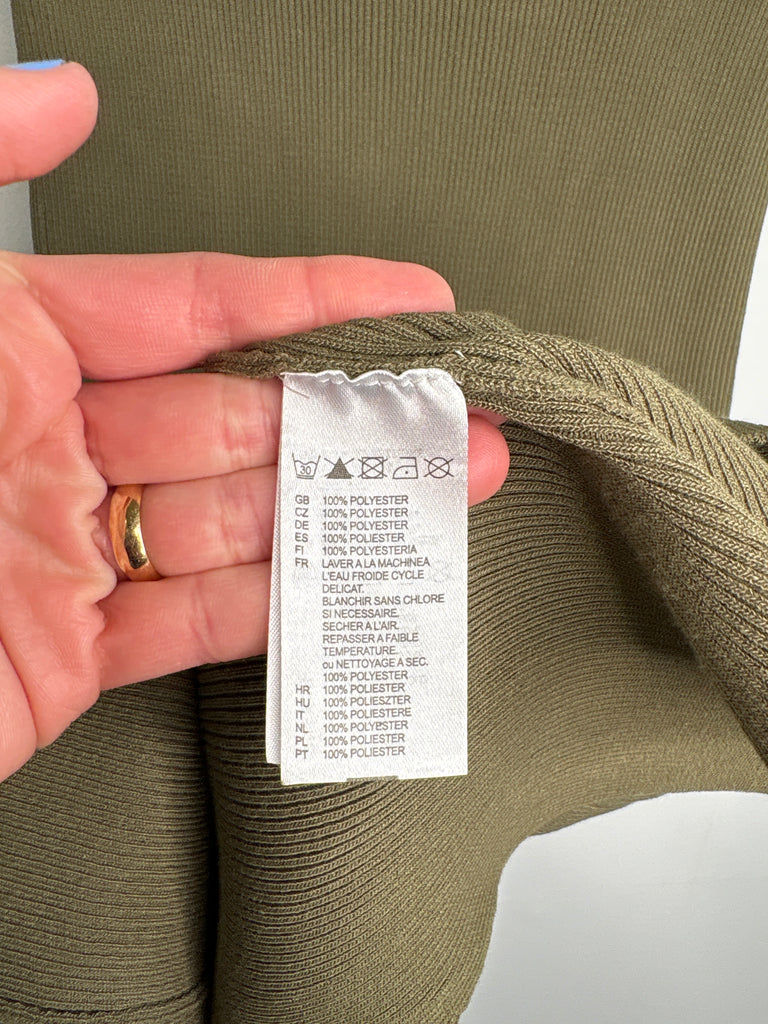 30
GB 100% POLYESTER
CZ 100% POLYESTER
DE 100% POLYESTER
ES 100% POLIESTER
FI 100% POLYESTERIA
FR LAVER A LA MACHINEA
L'EAU FROIDE CYCLE
DELICAT.
BLANCHIR SANS CHLORE
SI NECESSAIRE.
SECHER A L'AIR.
REPASSER A FAIBLE
TEMPERATURE.
ou NETTOYAGE A SEC.
100% POLYESTER
HR 100% POLIESTER
HU 100% POLIESZTER
IT 100% POLIESTERE
NL 100% POLYESTER
PL 100% POLIESTER
PT 100% POLIESTER